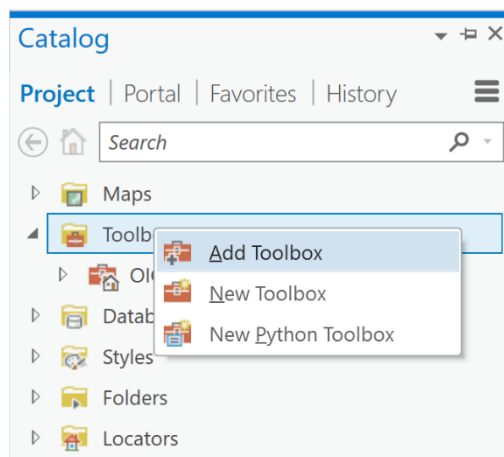 Catalog
Project | Portal | Favorites | History
Search
Maps
Add Toolbox
New Toolbox
New Python Toolbox
Styles
Folders
Locators